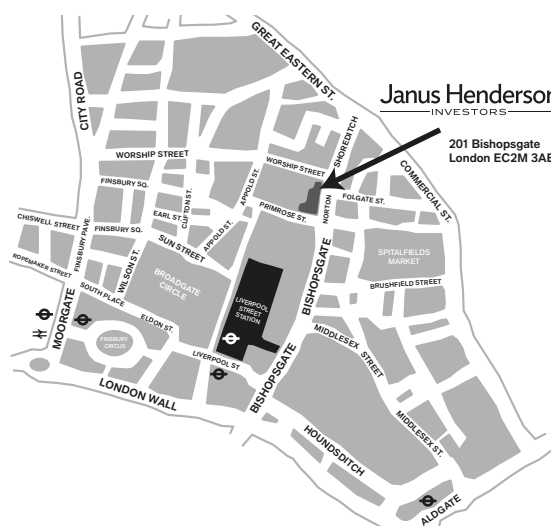 GREAT EASTERN ST.
CITY ROAD
Janus Henderson
INVESTORS
201 Bishopsgate
London EC2M 3AE
SHOREDITCH
WORSHIP STREET
WORSHIP STREET
COMMERCIAL ST.
APPOLD ST.
FINSBURY SQ.
CLIFTON ST.
NORTON
FOLGATE ST.
PRIMROSE ST.
EARL ST.
CHISWELL STREET
FINSBURY PAVE.
FINSBURY SQ.
APPOLD ST.
SUN STREET
BISHOPSGATE
SPITALFIELDS
MARKET
ROPEMAKER STREET
WILSON ST.
BROADGATE
CIRCLE
BRUSHFIELD STREET
SOUTH PLACE
LIVERPOOL
STREET
STATION
MOORGATE
ELDON ST.
MIDDLESEX STREET
FINSBURY
CIRCUS
LIVERPOOL ST
BISHOPSGATE
LONDON WALL
MIDDLESEX ST.
HOUNDSDITCH
ALDGATE